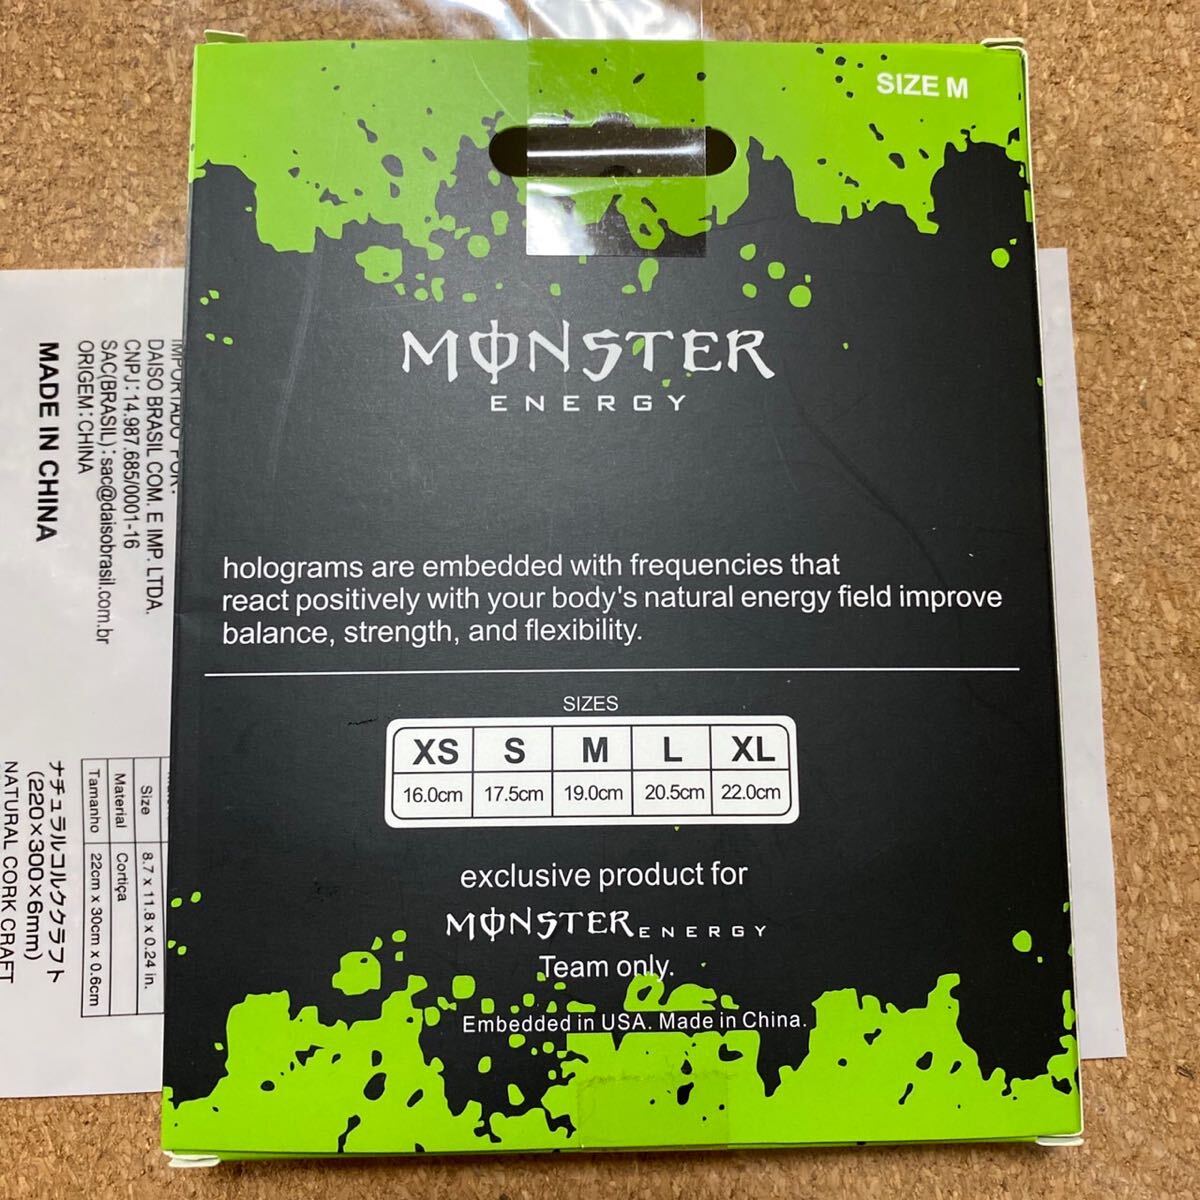 SIZE M
MONSTER
ENERGY
holograms are embedded with frequencies that
react positively with your body's natural energy field improve
balance, strength, and flexibility.
SIZES
XS S M L XL
16.0cm 17.5cm 19.0cm 20.5cm 22.0cm
exclusive product for
MONSTER ENERGY
Team only.
Embedded in USA. Made in China.
IMPORTADO POR:
DAISO BRASIL COM. E IMP. LTDA.
CNPJ:14.987.685/0001-16
SAC(BRASIL):sac@daisobrasil.com.br
ORIGEM:CHINA
MADE IN CHINA
Size 8.7 x 11.8 x 0.24 in.
Material Cortiça
Tamanho 22cm x 30cm x 0.6cm
ナチュラルコルククラフト
(220×300×6mm)
NATURAL CORK CRAFT